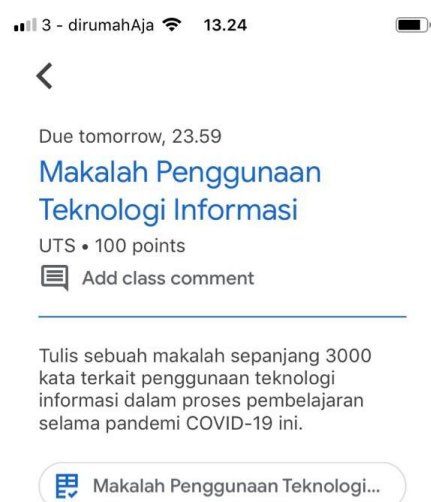 3 - dirumahAja 13.24
Due tomorrow, 23.59
Makalah Penggunaan
Teknologi Informasi
UTS • 100 points
Add class comment
Tulis sebuah makalah sepanjang 3000
kata terkait penggunaan teknologi
informasi dalam proses pembelajaran
selama pandemi COVID-19 ini.
Makalah Penggunaan Teknologi...